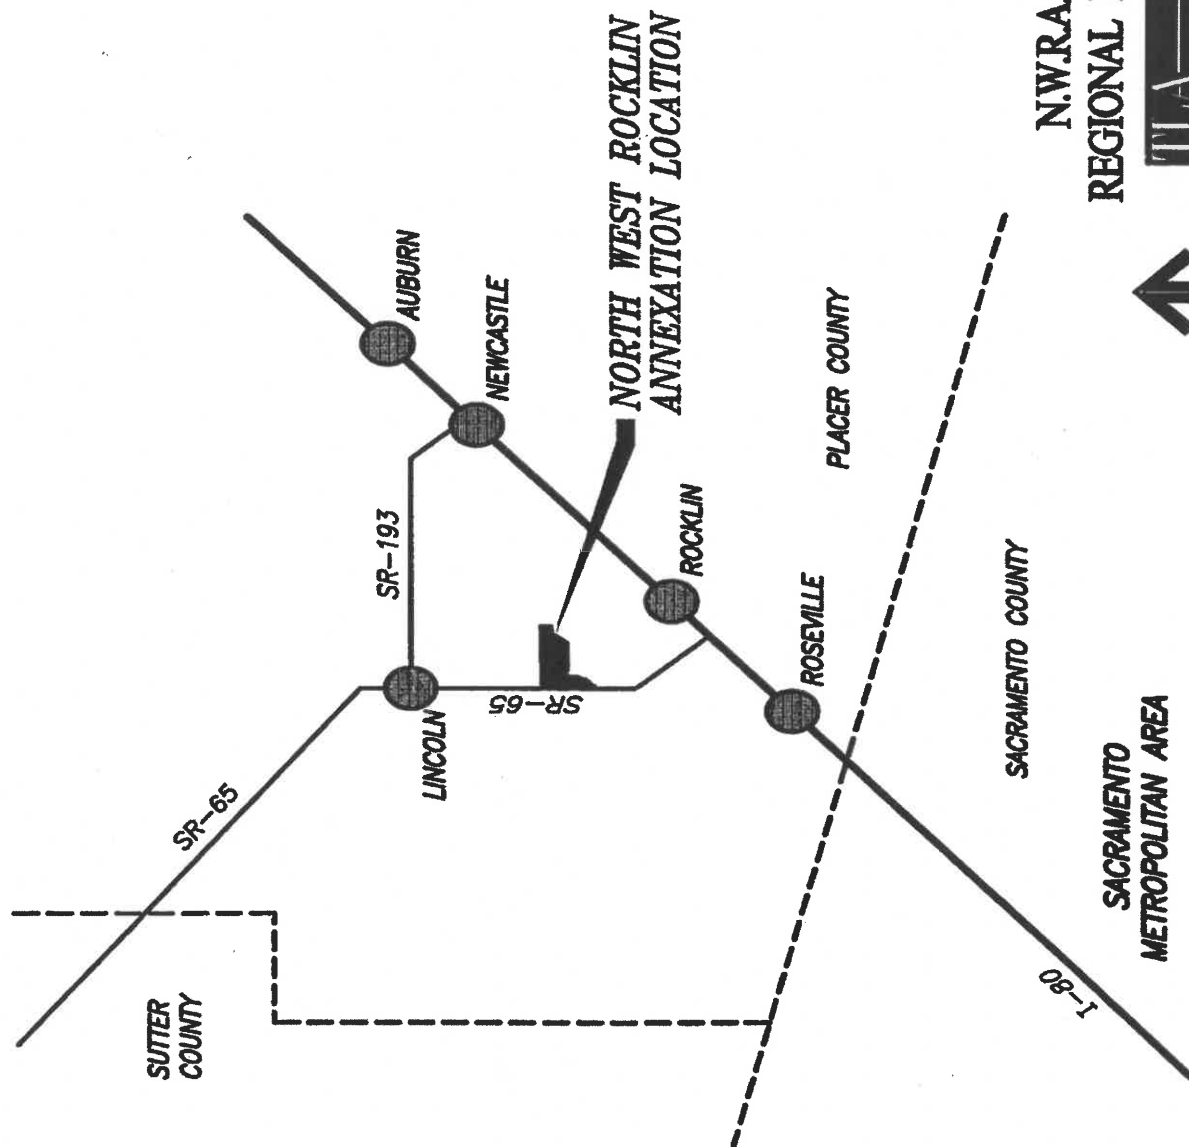 SUTTER
COUNTY
SR-65
LINCOLN
SR-193
AUBURN
NEWCASTLE
SR-65
NORTH WEST ROCKLIN
ANNEXATION LOCATION
ROCKLIN
ROSEVILLE
PLACER COUNTY
SACRAMENTO COUNTY
SACRAMENTO
METROPOLITAN AREA
I-80
N.W.R.A.
REGIONAL